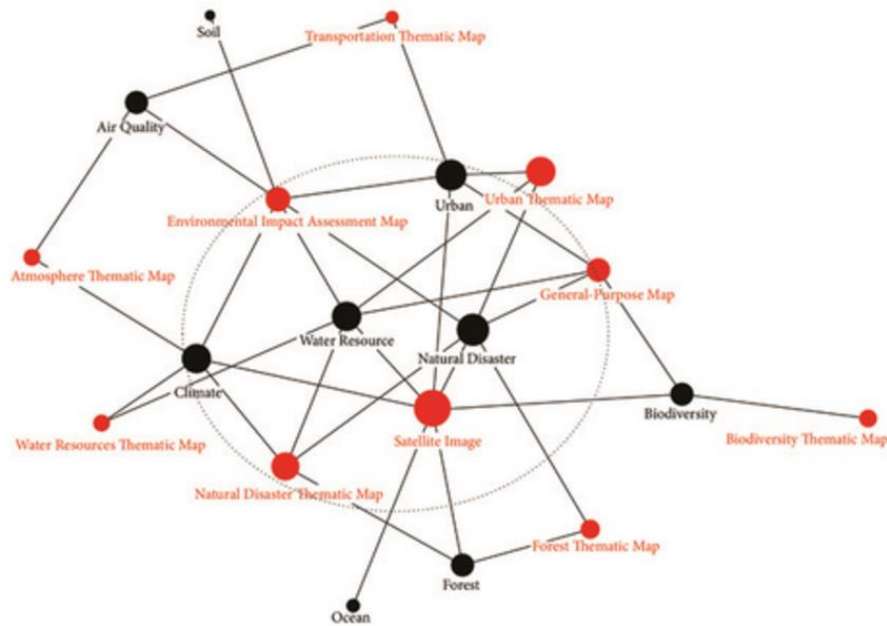 Soil
Transportation Thematic Map
Air Quality
Urban
Urban Thematic Map
Environmental Impact Assessment Map
Atmosphere Thematic Map
General-Purpose Map
Water Resource
Natural Disaster
Climate
Biodiversity
Water Resources Thematic Map
Satellite Image
Biodiversity Thematic Map
Natural Disaster Thematic Map
Forest Thematic Map
Forest
Ocean